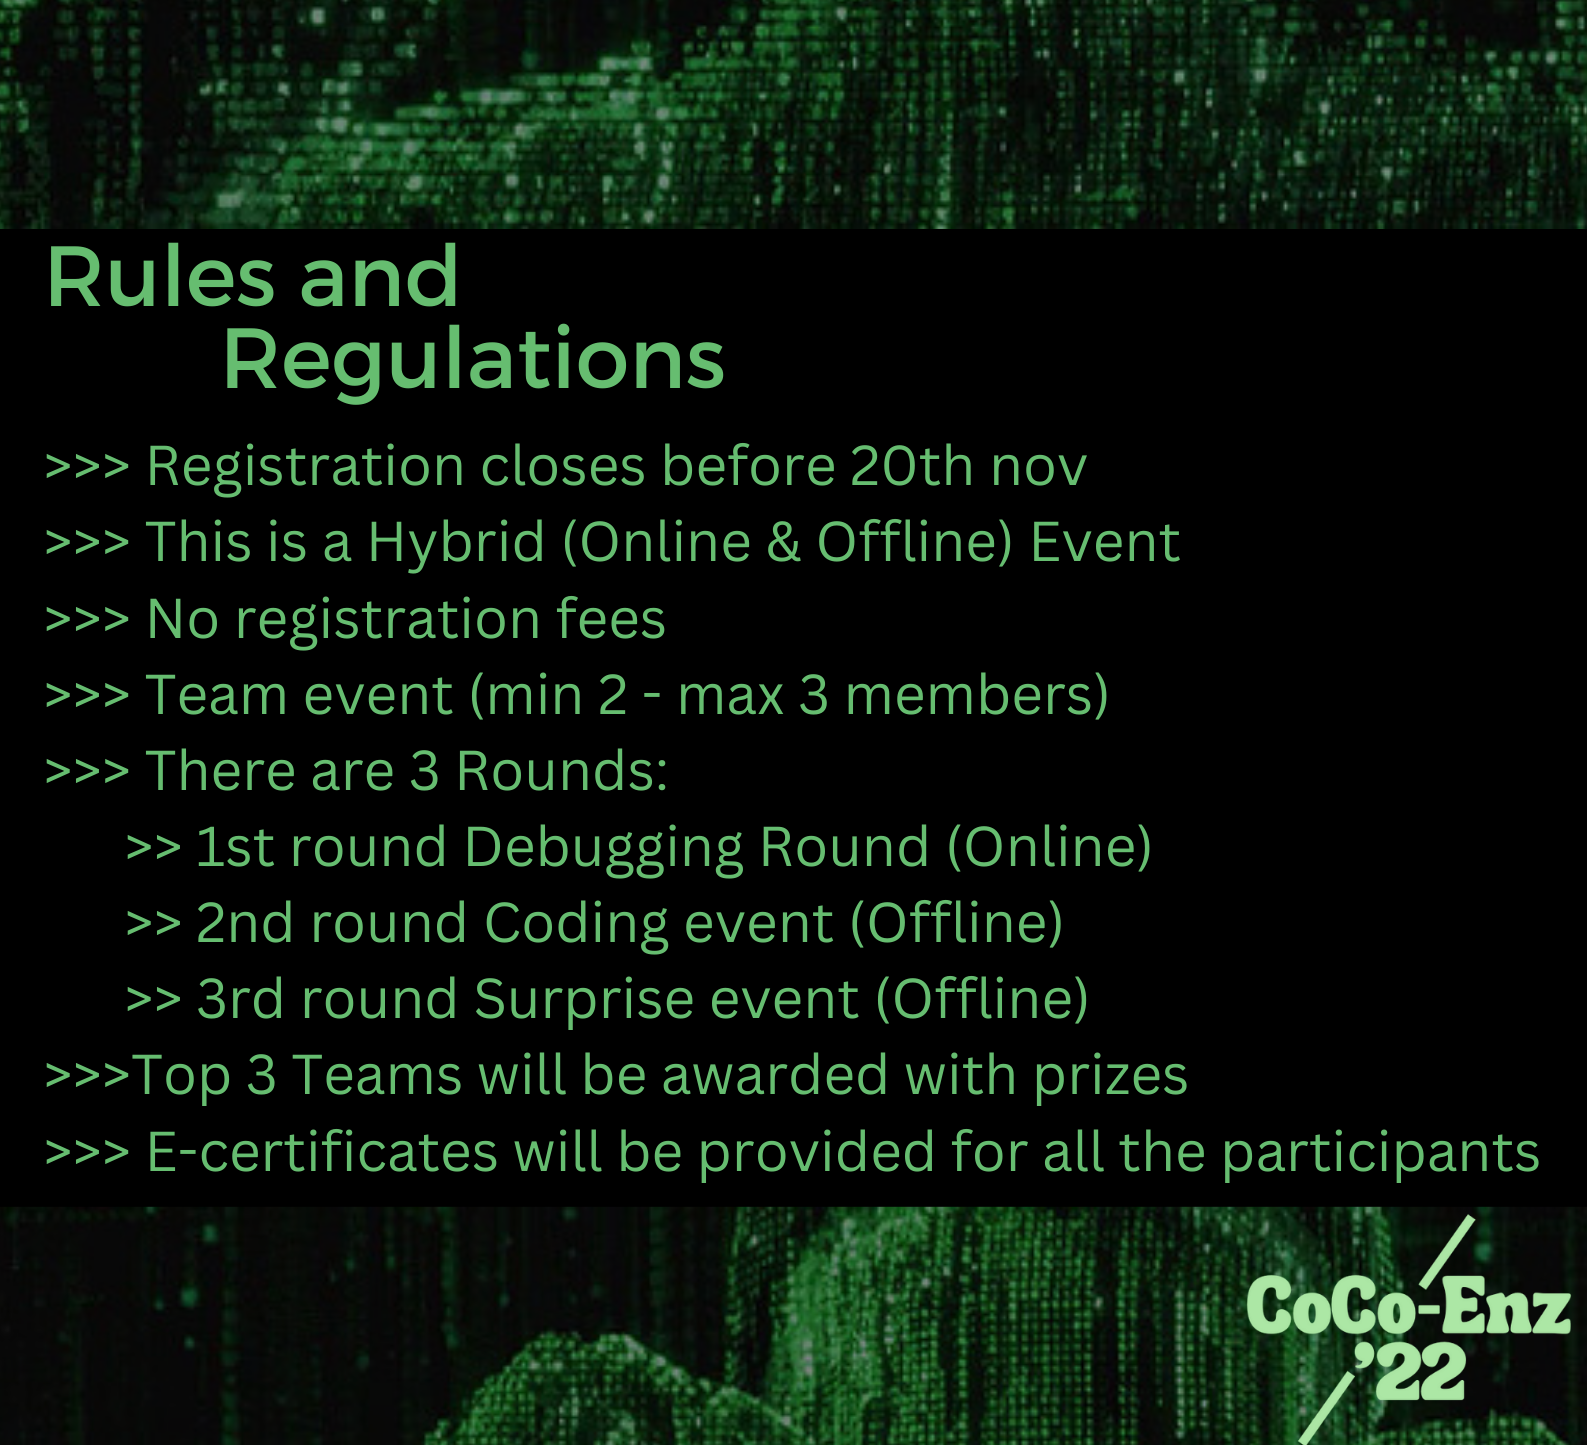 Rules and
Regulations
>>> Registration closes before 20th nov
>>> This is a Hybrid (Online & Offline) Event
>>> No registration fees
>>> Team event (min 2 - max 3 members)
>>> There are 3 Rounds:
>> 1st round Debugging Round (Online)
>> 2nd round Coding event (Offline)
>> 3rd round Surprise event (Offline)
>>>Top 3 Teams will be awarded with prizes
>>> E-certificates will be provided for all the participants
CoCo-Enz
'22